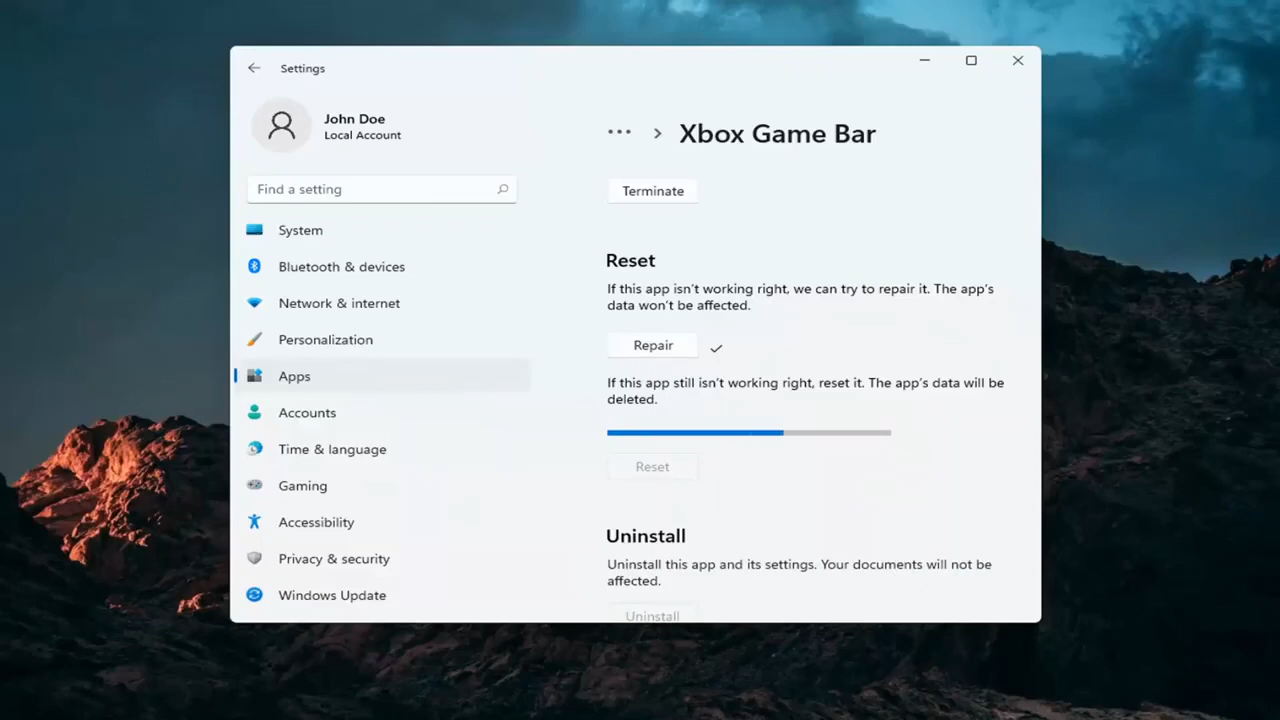 Settings
John Doe
Local Account
Find a setting
System
Bluetooth & devices
Network & internet
Personalization
Apps
Accounts
Time & language
Gaming
Accessibility
Privacy & security
Windows Update
… > Xbox Game Bar
Terminate
Reset
If this app isn't working right, we can try to repair it. The app's
data won't be affected.
Repair
If this app still isn't working right, reset it. The app's data will be
deleted.
Reset
Uninstall
Uninstall this app and its settings. Your documents will not be
affected.
Uninstall